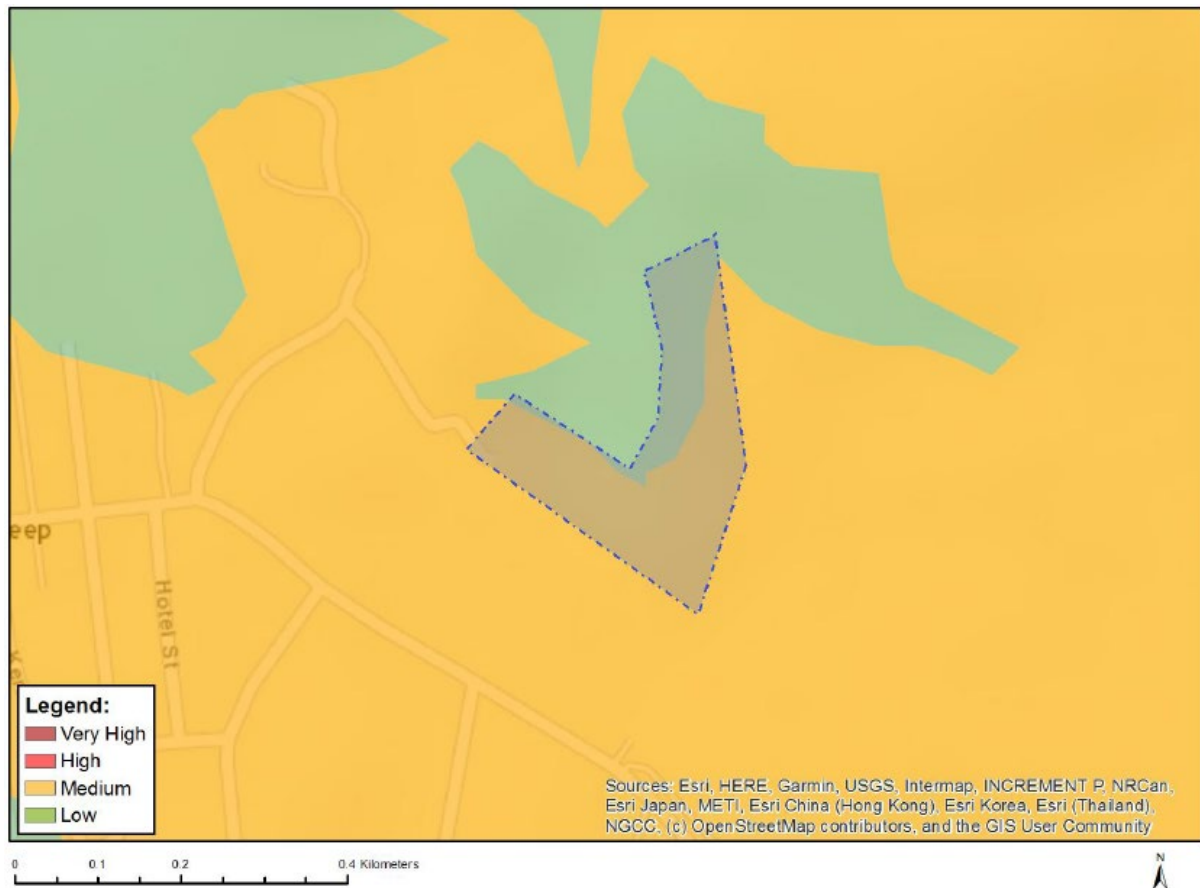 eep
Hotel St
Legend:
Very High
High
Medium
Low
Sources: Esri, HERE, Garmin, USGS, Intermap, INCREMENT P, NRCan,
Esri Japan, METI, Esri China (Hong Kong), Esri Korea, Esri (Thailand),
NGCC, (c) OpenStreetMap contributors, and the GIS User Community
0 0.1 0.2 0.4 Kilometers
N